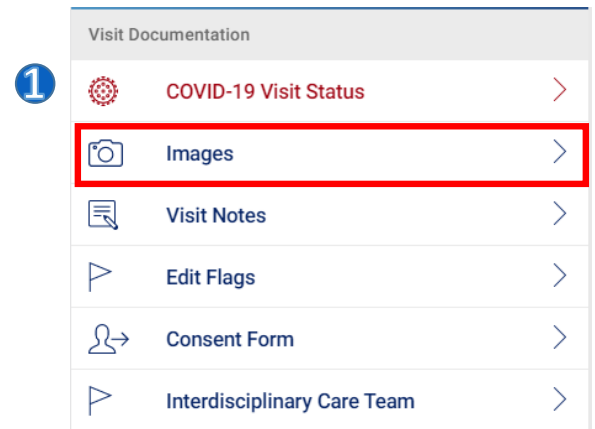 Visit Documentation
1
COVID-19 Visit Status
Images
Visit Notes
Edit Flags
Consent Form
Interdisciplinary Care Team